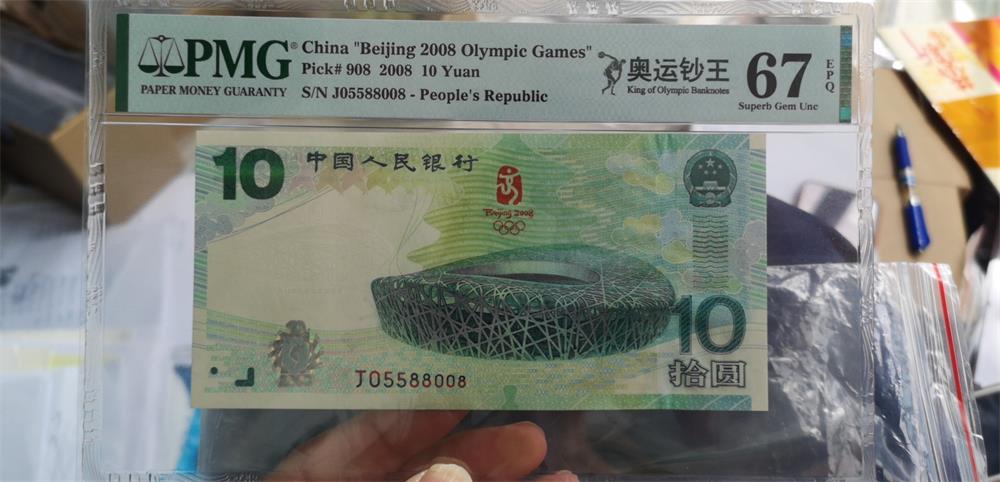 PMG
PAPER MONEY GUARANTY
China "Beijing 2008 Olympic Games"
Pick# 908 2008 10 Yuan
S/N J05588008 - People's Republic
奥运钞王
King of Olympic Banknotes
67
EPQ
Superb Gem Unc
10
中国人民银行
Beijing 2008
10
拾圆
J05588008